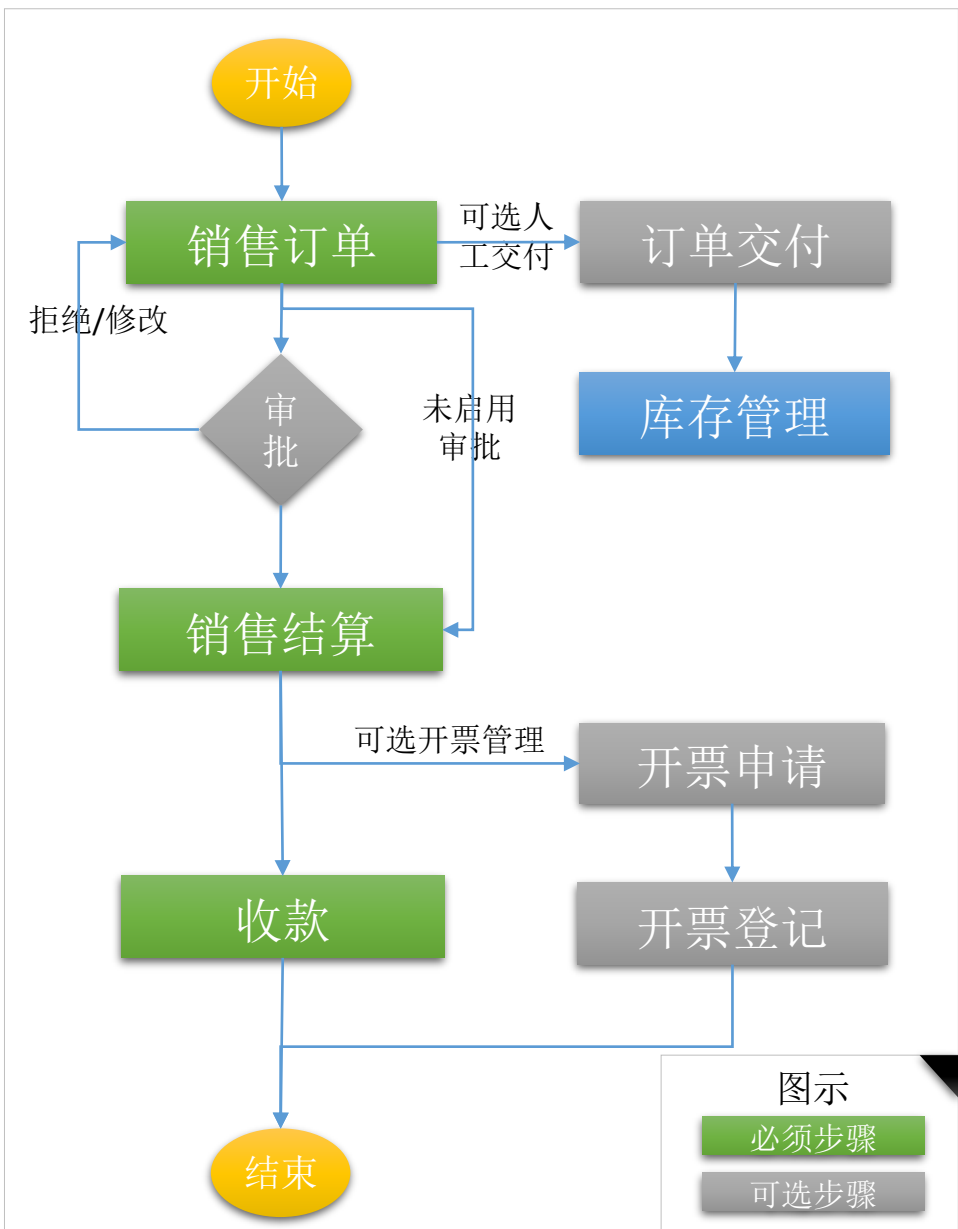 开始
销售订单
可选人
工交付
订单交付
拒绝/修改
审
批
未启用
审批
库存管理
销售结算
可选开票管理
开票申请
收款
开票登记
结束
图示
必须步骤
可选步骤